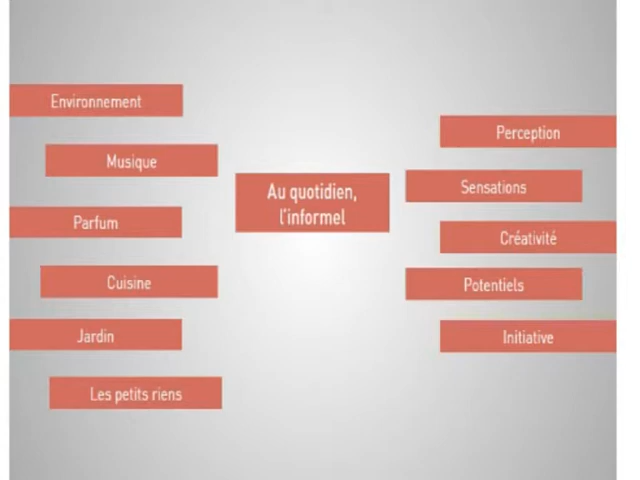 Environnement
Musique
Parfum
Cuisine
Jardin
Les petits riens
Au quotidien,
l'informel
Perception
Sensations
Créativité
Potentiels
Initiative